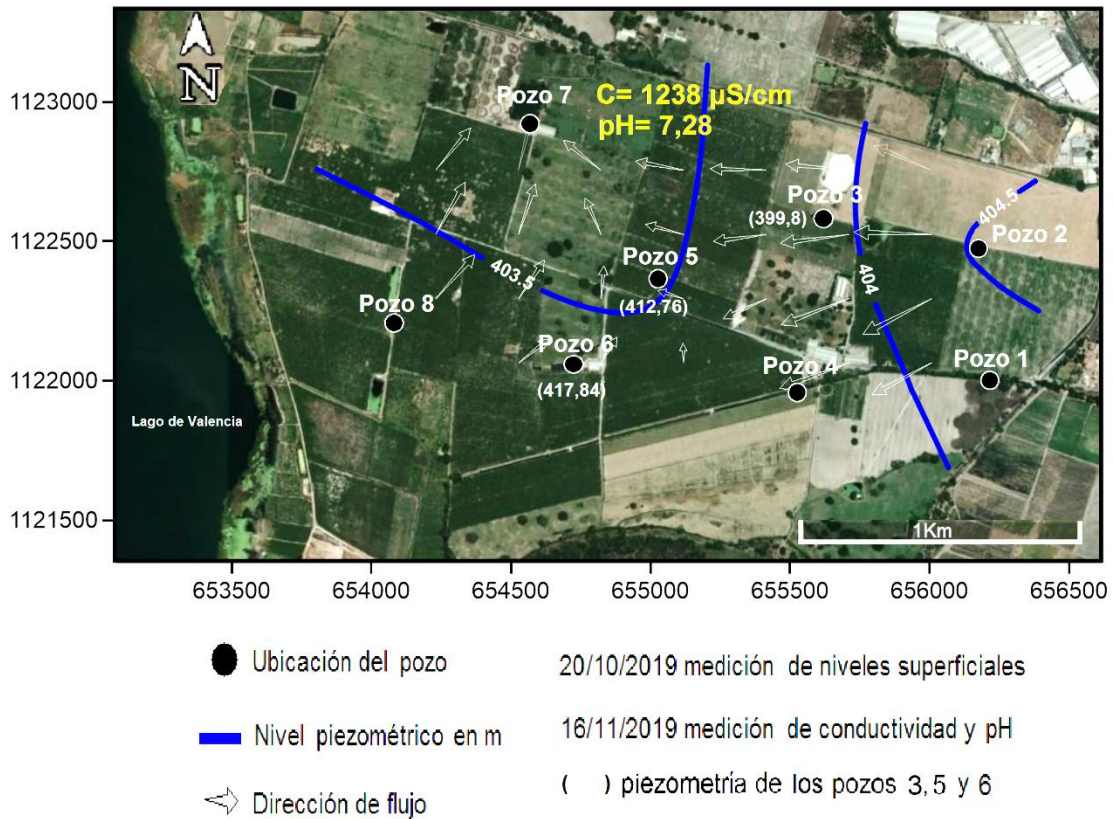 N
1123000
1122500
1122000
1121500
Pozo 7
C= 1238 µS/cm
pH= 7,28
Pozo 3
(399,8)
404.5
Pozo 2
404
Pozo 5
(412,76)
403.5
Pozo 8
Pozo 6
(417,84)
Pozo 4
Pozo 1
Lago de Valencia
1Km
653500 654000 654500 655000 655500 656000 656500
Ubicación del pozo
Nivel piezométrico en m
Dirección de flujo
20/10/2019 medición de niveles superficiales
16/11/2019 medición de conductividad y pH
( ) piezometría de los pozos 3,5 y 6